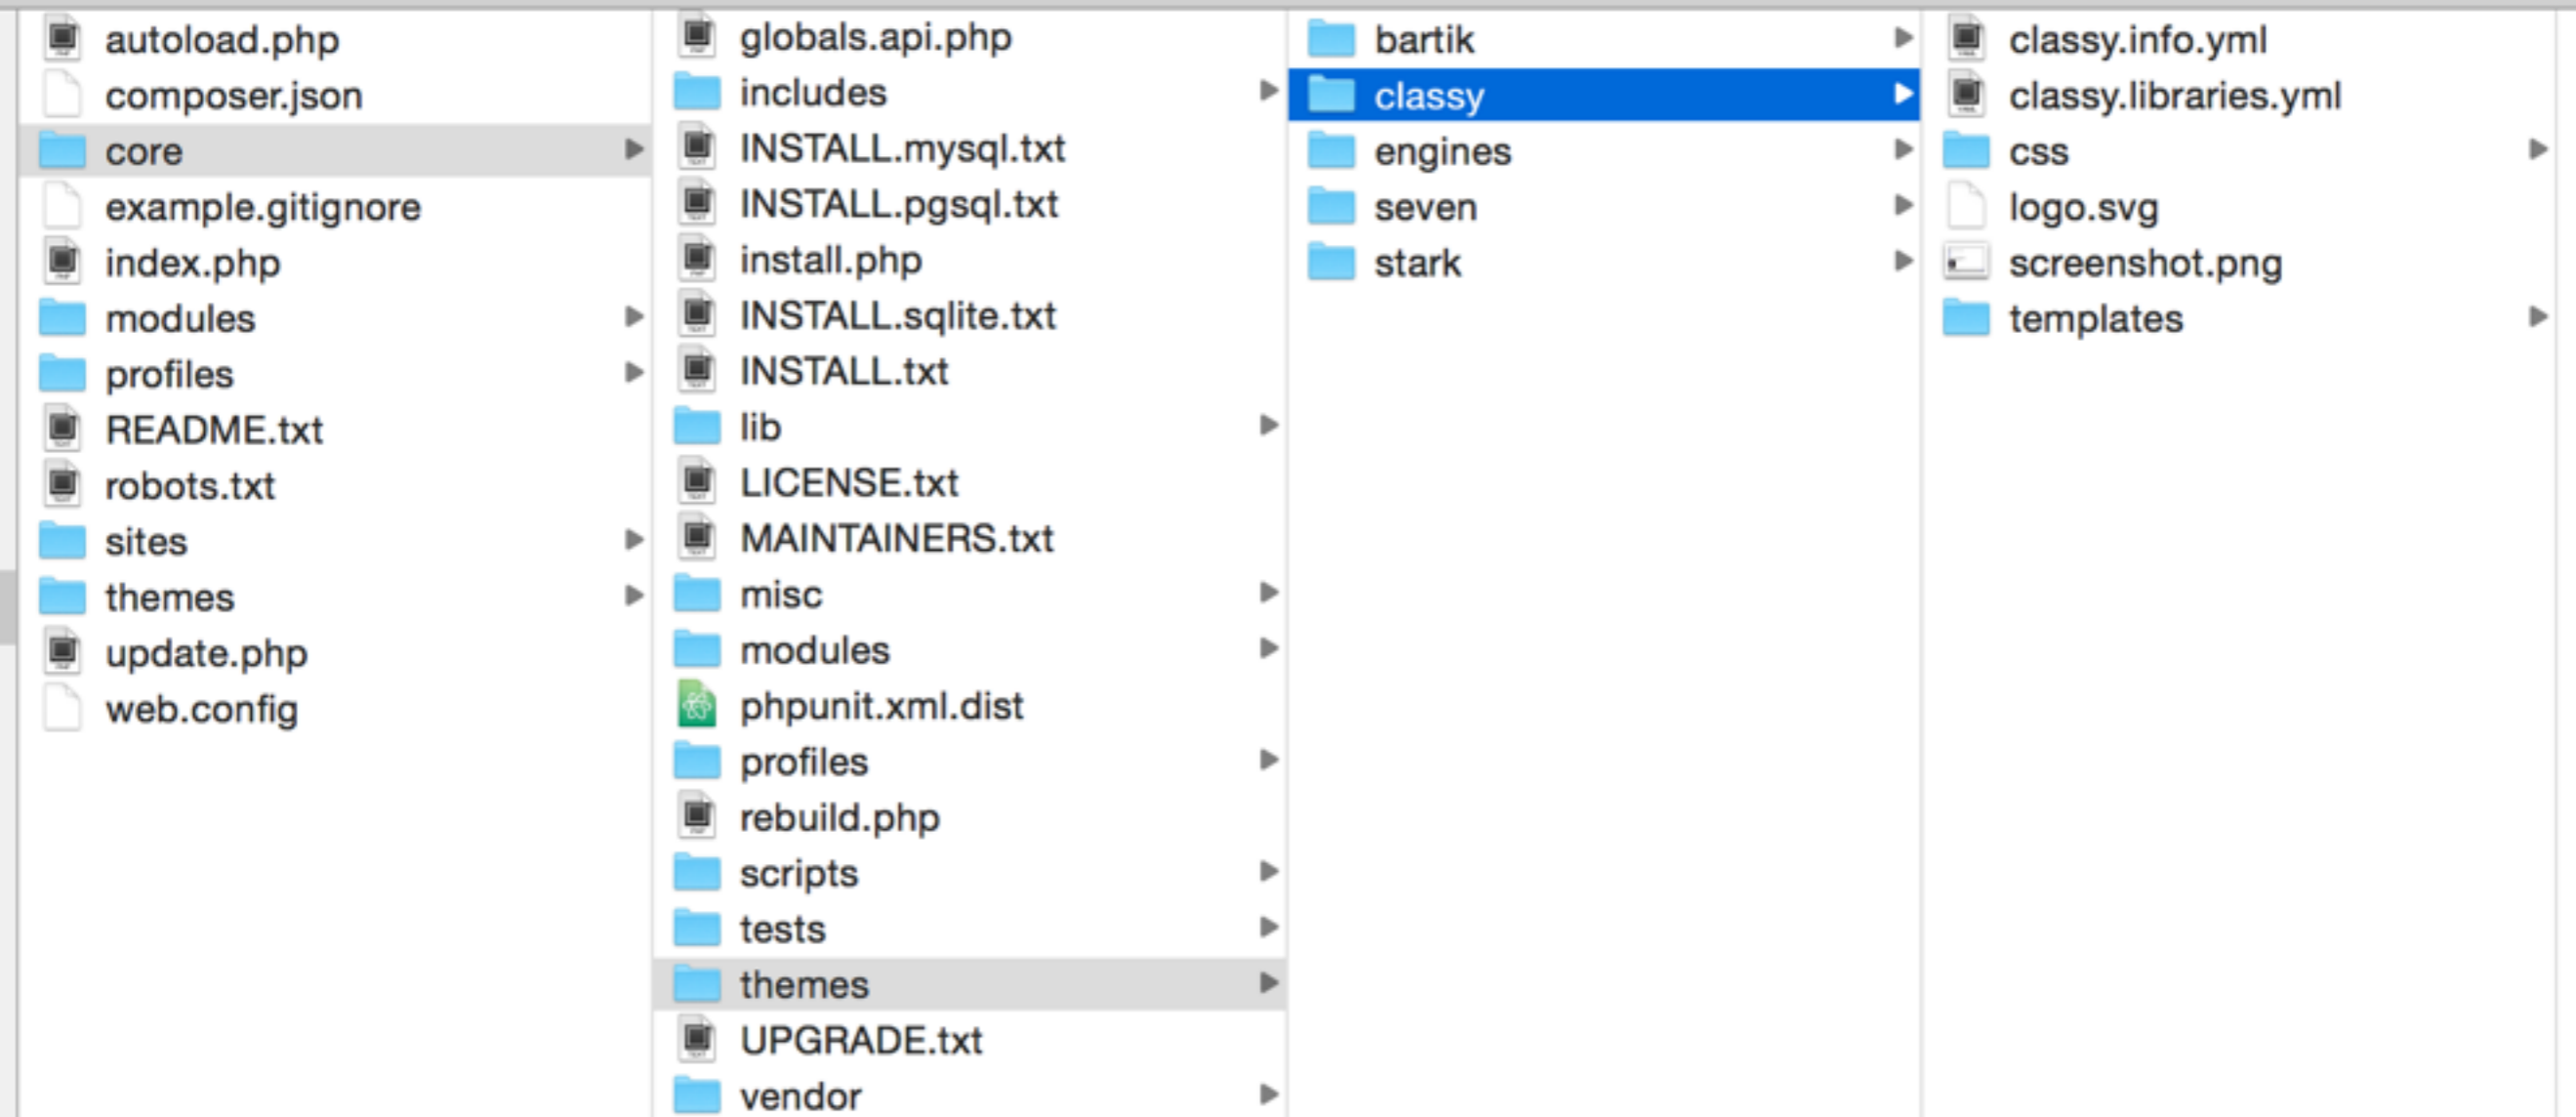 autoload.php
composer.json
core
example.gitignore
index.php
modules
profiles
README.txt
robots.txt
sites
themes
update.php
web.config
globals.api.php
includes
INSTALL.mysql.txt
INSTALL.pgsql.txt
install.php
INSTALL.sqlite.txt
INSTALL.txt
lib
LICENSE.txt
MAINTAINERS.txt
misc
modules
phpunit.xml.dist
profiles
rebuild.php
scripts
tests
themes
UPGRADE.txt
vendor
bartik
classy
engines
seven
stark
classy.info.yml
classy.libraries.yml
css
logo.svg
screenshot.png
templates